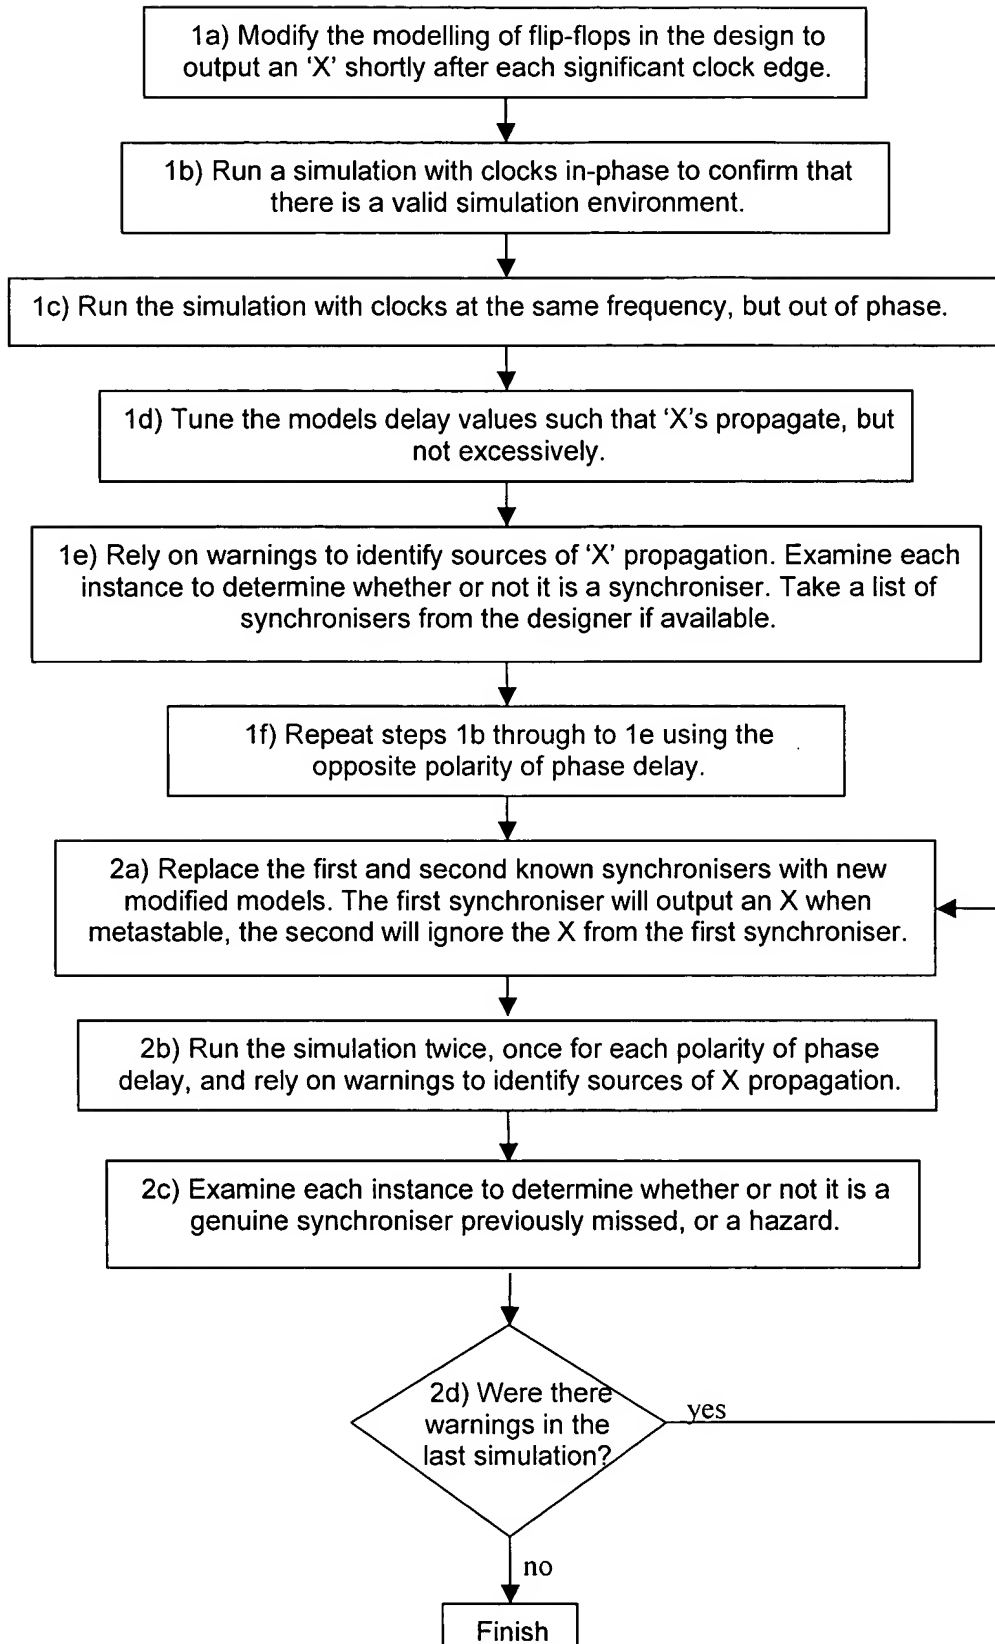 1a) Modify the modelling of flip-flops in the design to
output an ‘X’ shortly after each significant clock edge.
1b) Run a simulation with clocks in-phase to confirm that
there is a valid simulation environment.
1c) Run the simulation with clocks at the same frequency, but out of phase.
1d) Tune the models delay values such that ‘X’s propagate, but
not excessively.
1e) Rely on warnings to identify sources of ‘X’ propagation. Examine each
instance to determine whether or not it is a synchroniser. Take a list of
synchronisers from the designer if available.
1f) Repeat steps 1b through to 1e using the
opposite polarity of phase delay.
2a) Replace the first and second known synchronisers with new
modified models. The first synchroniser will output an X when
metastable, the second will ignore the X from the first synchroniser.
2b) Run the simulation twice, once for each polarity of phase
delay, and rely on warnings to identify sources of X propagation.
2c) Examine each instance to determine whether or not it is a
genuine synchroniser previously missed, or a hazard.
2d) Were there
warnings in the
last simulation?
yes
no
Finish